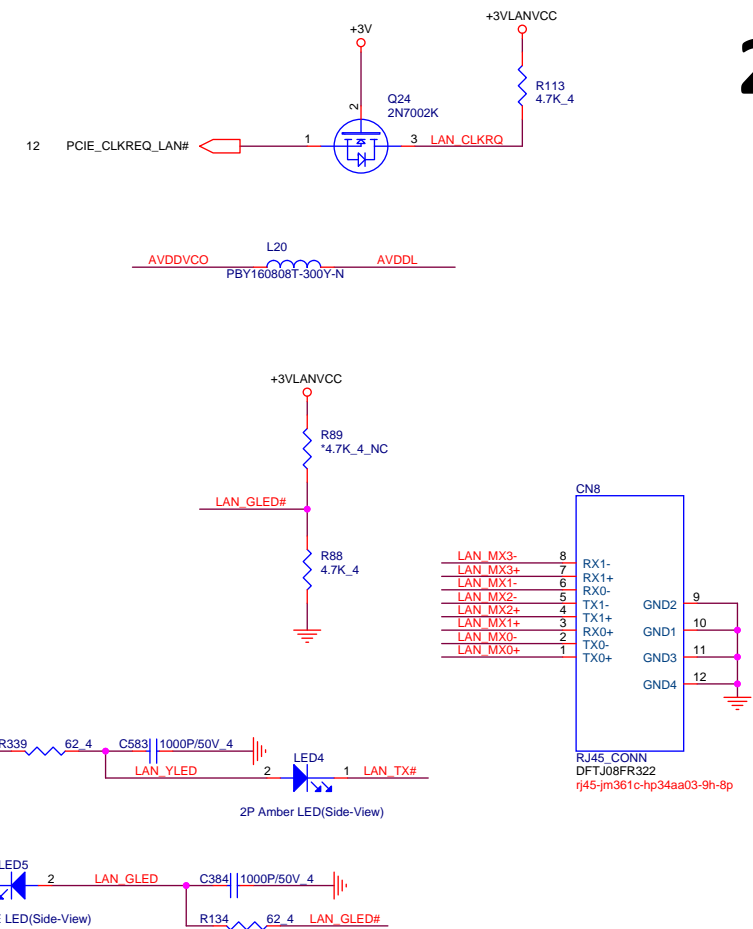 +3VLANVCC
+3V
2
R113
4.7K_4
Q24
2N7002K
2
12 PCIE_CLKREQ_LAN# 1 3 LAN_CLKRQ
L20
AVDDVCO AVDDL
PBY160808T-300Y-N
+3VLANVCC
R89
*4.7K_4_NC
LAN_GLED#
R88
4.7K_4
CN8
LAN_MX3- 8 RX1-
LAN_MX3+ 7 RX1+
LAN_MX1- 6 RX0-
LAN_MX2- 5 TX1- GND2 9
LAN_MX2+ 4 TX1+
LAN_MX1+ 3 RX0+ GND1 10
LAN_MX0- 2 TX0-
LAN_MX0+ 1 TX0+ GND3 11
GND4 12
RJ45_CONN
DFTJ08FR322
rj45-jm361c-hp34aa03-9h-8p
R339 62_4 C583 1000P/50V_4
LED4
LAN_YLED 2 1 LAN_TX#
2P Amber LED(Side-View)
LED5
2 LAN_GLED C384 1000P/50V_4
E LED(Side-View)
R134 62_4 LAN_GLED#